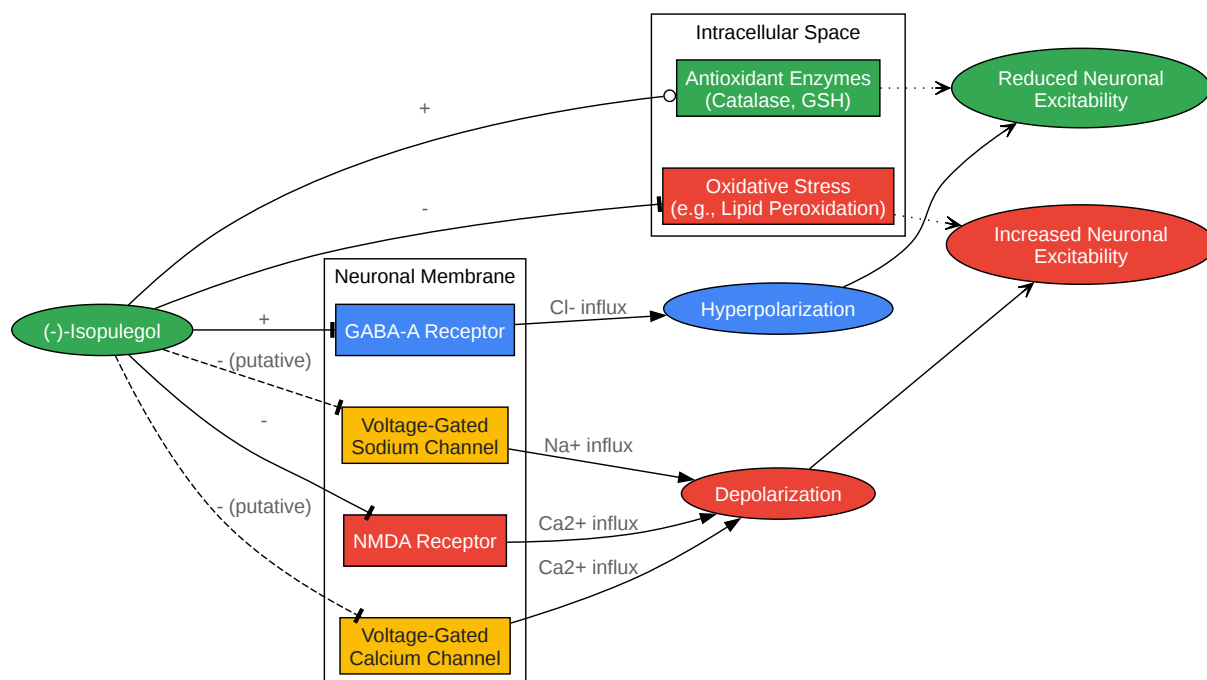 Intracellular Space
Antioxidant Enzymes
(Catalase, GSH)
Reduced Neuronal
Excitability
+
Oxidative Stress
(e.g., Lipid Peroxidation)
-
Increased Neuronal
Excitability
Neuronal Membrane
(-)-Isopulegol
+
GABA-A Receptor
Cl- influx
Hyperpolarization
- (putative)
Voltage-Gated
Sodium Channel
Na+ influx
-
Depolarization
- (putative)
NMDA Receptor
Ca2+ influx
Ca2+ influx
Voltage-Gated
Calcium Channel